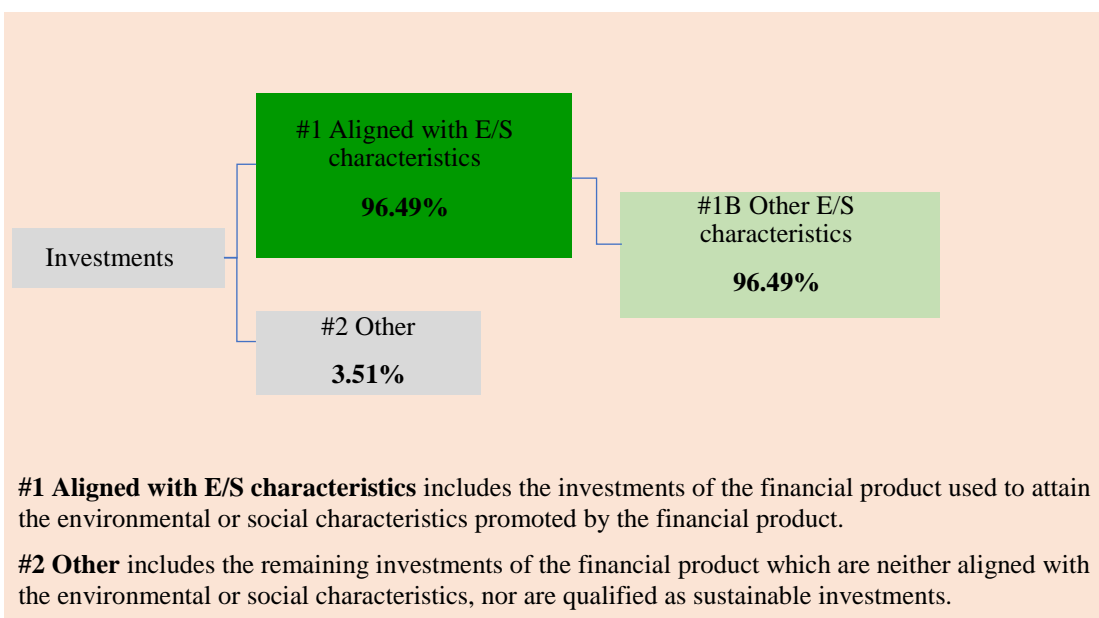 #1 Aligned with E/S
characteristics
96.49%
#1B Other E/S
characteristics
96.49%
Investments
#2 Other
3.51%
#1 Aligned with E/S characteristics includes the investments of the financial product used to attain
the environmental or social characteristics promoted by the financial product.
#2 Other includes the remaining investments of the financial product which are neither aligned with
the environmental or social characteristics, nor are qualified as sustainable investments.